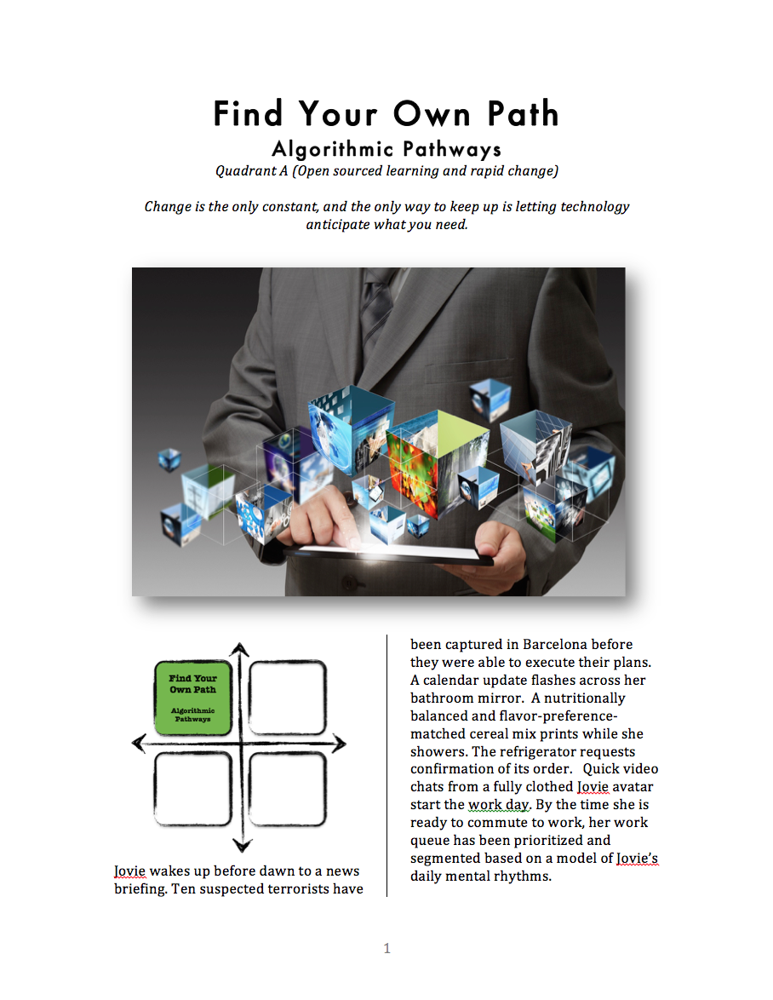 Find Your Own Path
Algorithmic Pathways
Quadrant A (Open sourced learning and rapid change)
Change is the only constant, and the only way to keep up is letting technology
anticipate what you need.
Find Your
Own Path
Algorithmic
Pathways
Jovie wakes up before dawn to a news
briefing. Ten suspected terrorists have
been captured in Barcelona before
they were able to execute their plans.
A calendar update flashes across her
bathroom mirror.  A nutritionally
balanced and flavor-preference-
matched cereal mix prints while she
showers. The refrigerator requests
confirmation of its order.   Quick video
chats from a fully clothed Jovie avatar
start the work day. By the time she is
ready to commute to work, her work
queue has been prioritized and
segmented based on a model of Jovie’s
daily mental rhythms.
1